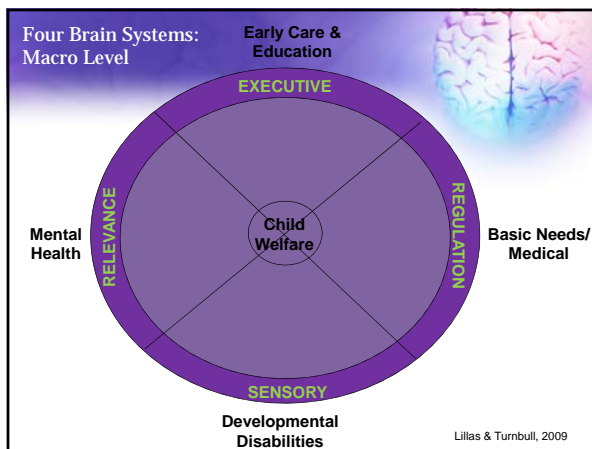 Four Brain Systems:
Macro Level
Early Care &
Education
EXECUTIVE
RELEVANCE
REGULATION
Child
Welfare
Mental
Health
Basic Needs/
Medical
SENSORY
Developmental
Disabilities
Lillas & Turnbull, 2009